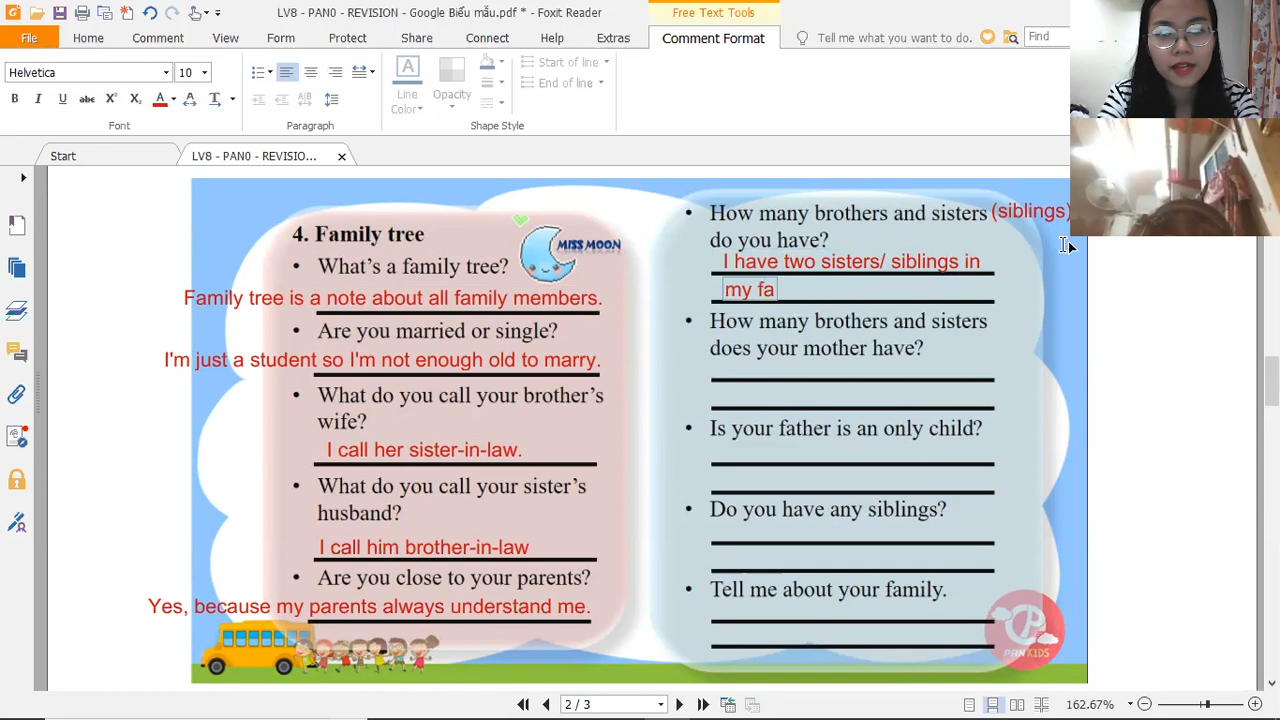 LV8 - PAN0 - REVISION - Google Biểu mẫu.pdf * - Foxit Reader
Free Text Tools
File Home Comment View Form Protect Share Connect Help Extras Comment Format Tell me what you want to do. Find
Helvetica 10
Line Color
Opacity
Start of line
End of line
Font Paragraph Shape Style
Start LV8 - PAN0 - REVISIO...
4. Family tree
MISS MOON
• What's a family tree?
Family tree is a note about all family members.
• Are you married or single?
I'm just a student so I'm not enough old to marry.
• What do you call your brother's
wife?
I call her sister-in-law.
• What do you call your sister's
husband?
I call him brother-in-law
• Are you close to your parents?
Yes, because my parents always understand me.
• How many brothers and sisters (siblings)
do you have?
I have two sisters/ siblings in
my fa
• How many brothers and sisters
does your mother have?
• Is your father is an only child?
• Do you have any siblings?
• Tell me about your family.
PANKIDS
2 / 3
162.67%